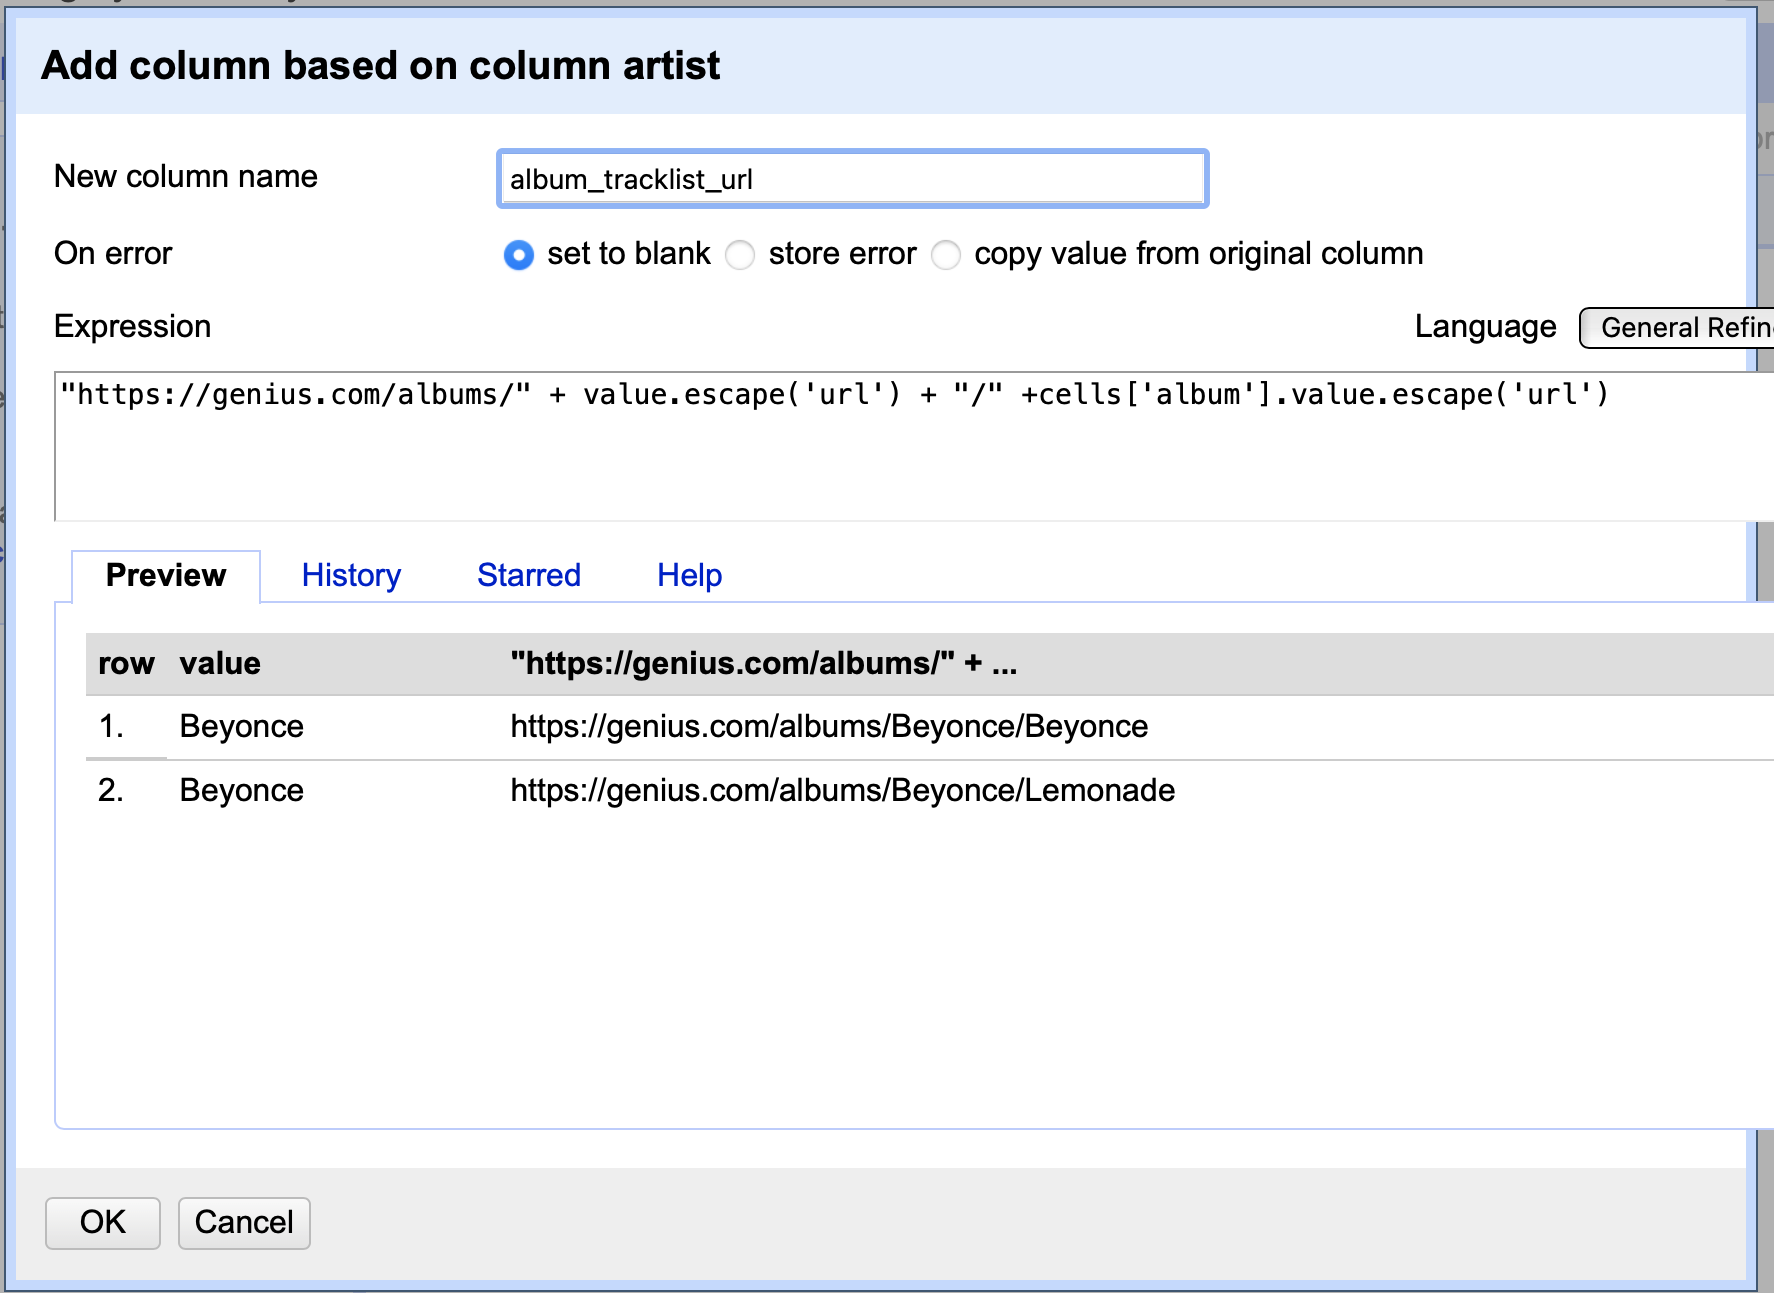 Add column based on column artist
New column name
album_tracklist_url
On error
set to blank store error copy value from original column
Expression
Language General Refin
"https://genius.com/albums/" + value.escape('url') + "/" +cells['album'].value.escape('url')
Preview History Starred Help
row value "https://genius.com/albums/" + ...
1. Beyonce https://genius.com/albums/Beyonce/Beyonce
2. Beyonce https://genius.com/albums/Beyonce/Lemonade
OK Cancel